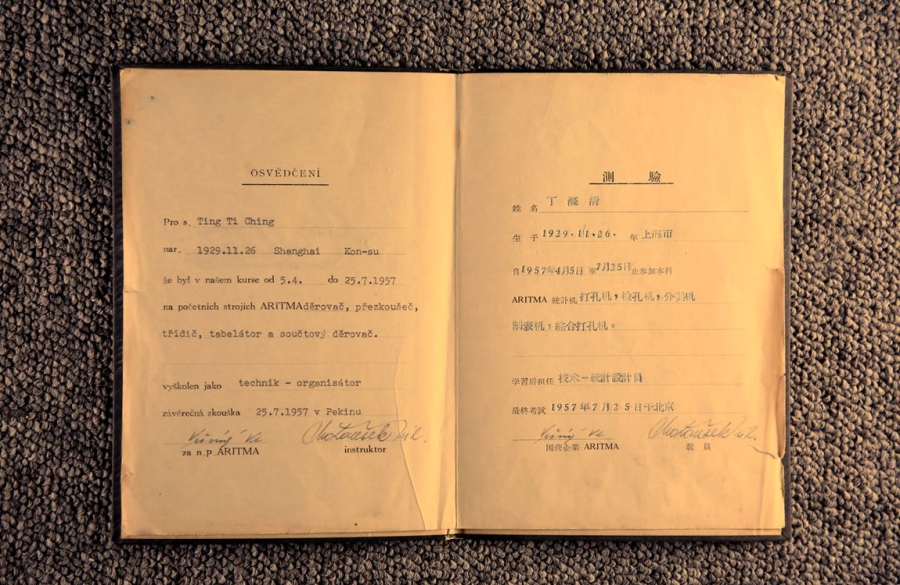 OSVĚDČENÍ
Pro s. Ting Ti Ching
nar. 1929.11.26 Shanghai Kon-su
že byl v našem kurse od 5.4. do 25.7.1957
na početních strojích ARITMA děrovač, přezkoušeč,
třidič, tabelátor a součtový děrovač.
vyškolen jako technik - organisátor
závěrečná zkouška 25.7.1957 v Pekinu
za n.p. ARITMA instruktor
測 驗
姓 名 丁
生 于 1929.11.26. 年 上海市
自1957年4月5日 至7月25日止参加本科
ARITMA 統計机 打孔机,检孔机,分类机
制表机,綜合打孔机。
学習后担任 技术-統計設計員
最終考試 1957年7月25日于北京
国营企業 ARITMA 教 員